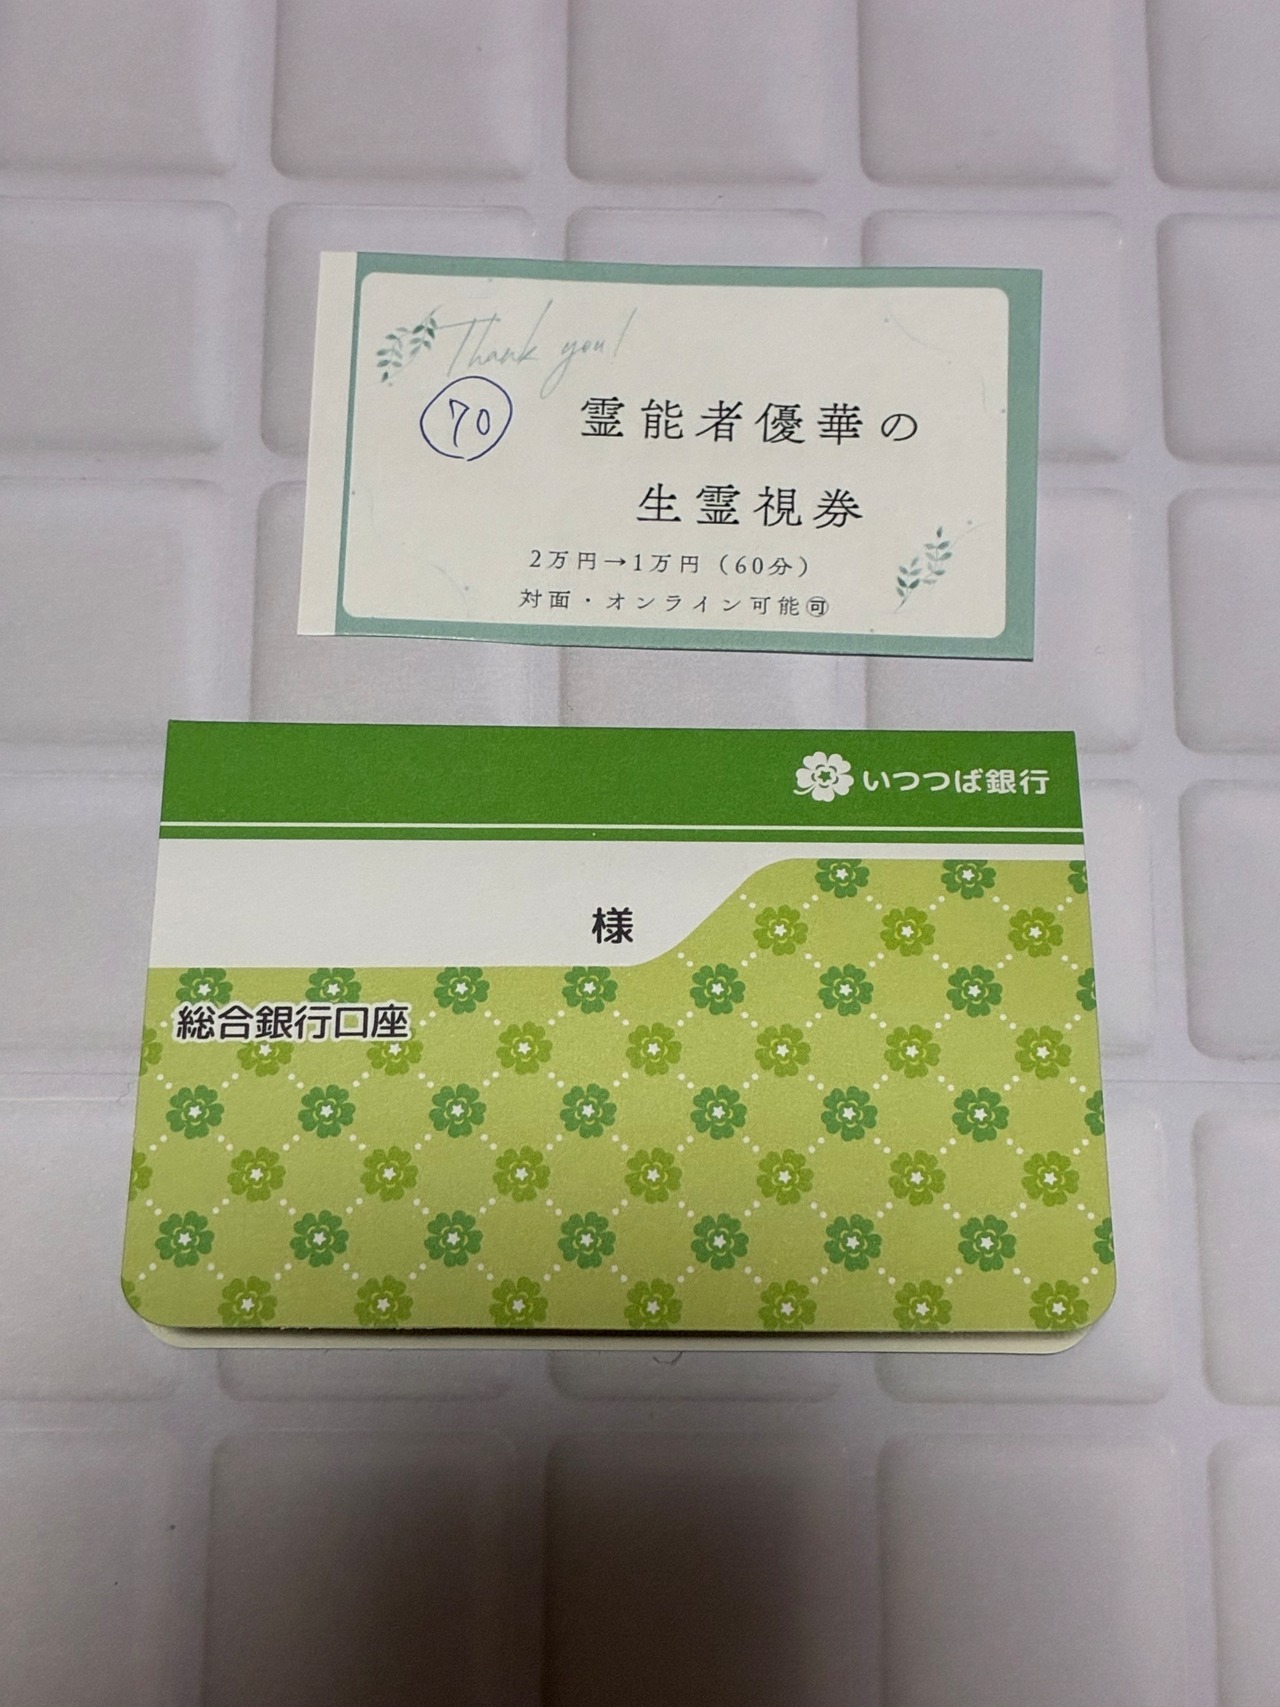 Thank you!
70
霊能者優華の
生霊視券
2万円→1万円（60分）
対面・オンライン可能㊢
いつつば銀行
様
総合銀行口座